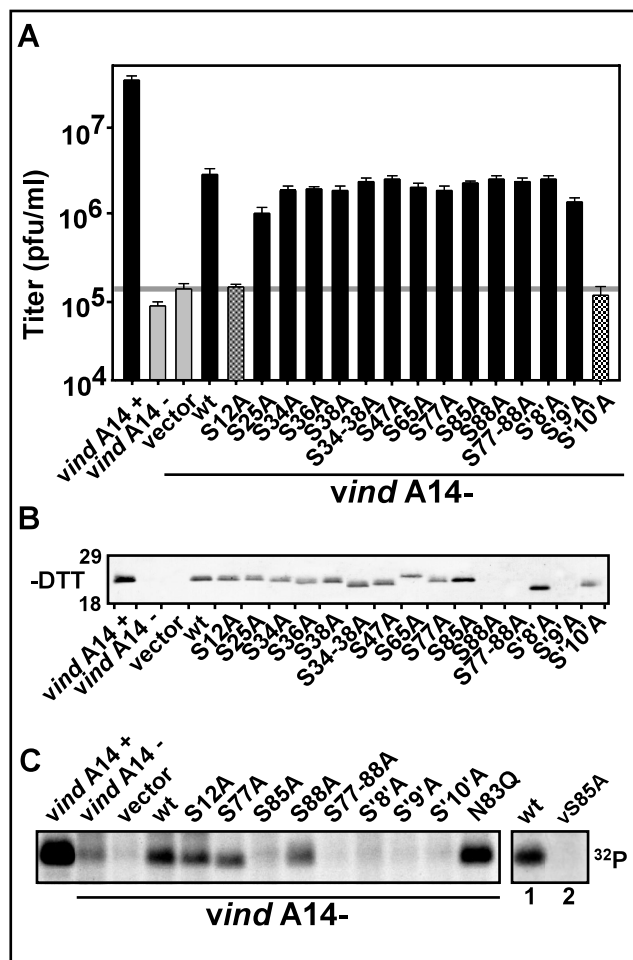 A
Titer (pfu/ml)
10⁷
10⁶
10⁵
10⁴
vind A14 +
vind A14 -
vector
wt
S12A
S25A
S34A
S36A
S38A
S34-38A
S47A
S65A
S77A
S85A
S88A
S77-88A
S'8'A
S'9'A
S'10'A
vind A14-
B
-DTT
29
18
vind A14 +
vind A14 -
vector
wt
S12A
S25A
S34A
S36A
S38A
S34-38A
S47A
S65A
S77A
S85A
S88A
S77-88A
S'8'A
S'9'A
S'10'A
C
vind A14 +
vind A14 -
vector
wt
S12A
S77A
S85A
S88A
S77-88A
S'8'A
S'9'A
S'10'A
N83Q
wt
vS85A
³²P
1 2
vind A14-